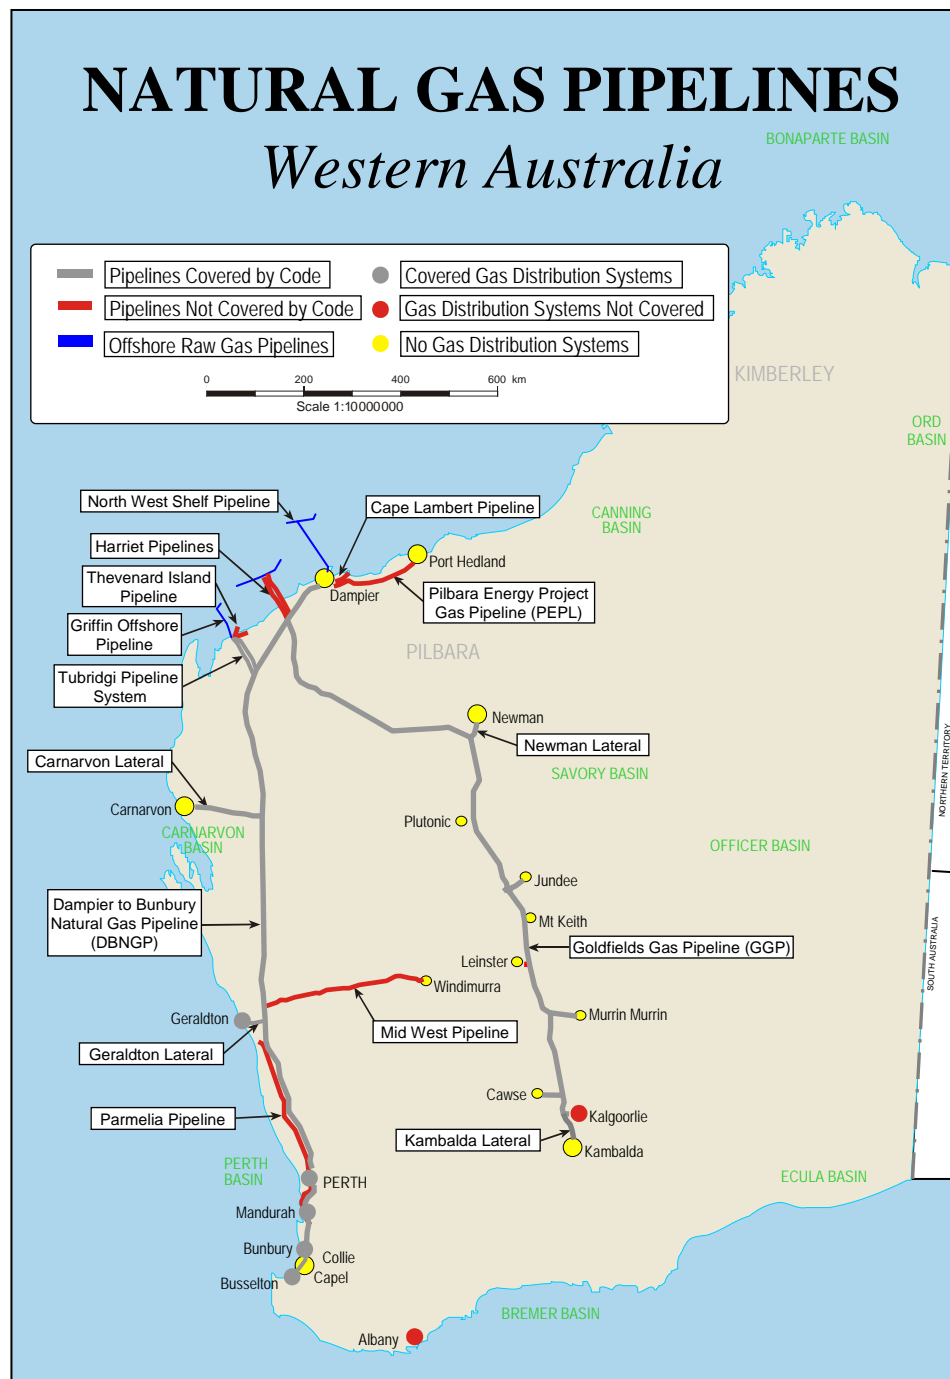 NATURAL GAS PIPELINES
Western Australia
BONAPARTE BASIN
Pipelines Covered by Code
Covered Gas Distribution Systems
Pipelines Not Covered by Code
Gas Distribution Systems Not Covered
Offshore Raw Gas Pipelines
No Gas Distribution Systems
0 200 400 600 km
Scale 1:10000000
KIMBERLEY
ORD
BASIN
North West Shelf Pipeline
Cape Lambert Pipeline
CANNING
BASIN
Harriet Pipelines
Port Hedland
Thevenard Island
Pipeline
Dampier
Pilbara Energy Project
Gas Pipeline (PEPL)
Griffin Offshore
Pipeline
PILBARA
Tubridgi Pipeline
System
Newman
Newman Lateral
NORTHERN TERRITORY
Carnarvon Lateral
SAVORY BASIN
Carnarvon
Plutonic
CARNARVON
BASIN
OFFICER BASIN
Jundee
Dampier to Bunbury
Natural Gas Pipeline
(DBNGP)
Mt Keith
Goldfields Gas Pipeline (GGP)
SOUTH AUSTRALIA
Leinster
Windimurra
Geraldton
Mid West Pipeline
Murrin Murrin
Geraldton Lateral
Cawse
Parmelia Pipeline
Kalgoorlie
Kambalda Lateral
Kambalda
PERTH
BASIN
PERTH
ECULA BASIN
Mandurah
Bunbury
Collie
Capel
Busselton
BREMER BASIN
Albany